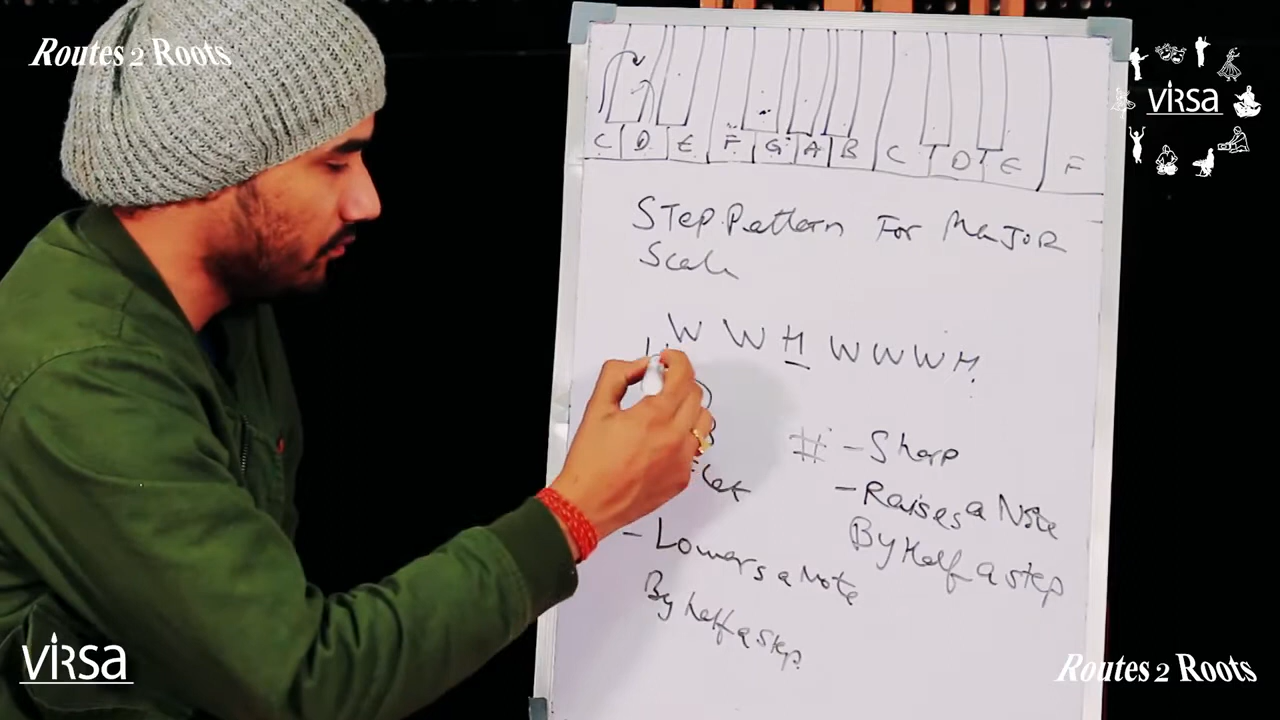 Routes 2 Roots
VIRSA
C D E F G A B C D E F
Step Pattern For Major
Scale
W W H W W W H
# - Sharp
- Raises a Note
By Half a step
Flat
- Lowers a Note
By half a step.
VIRSA
Routes 2 Roots